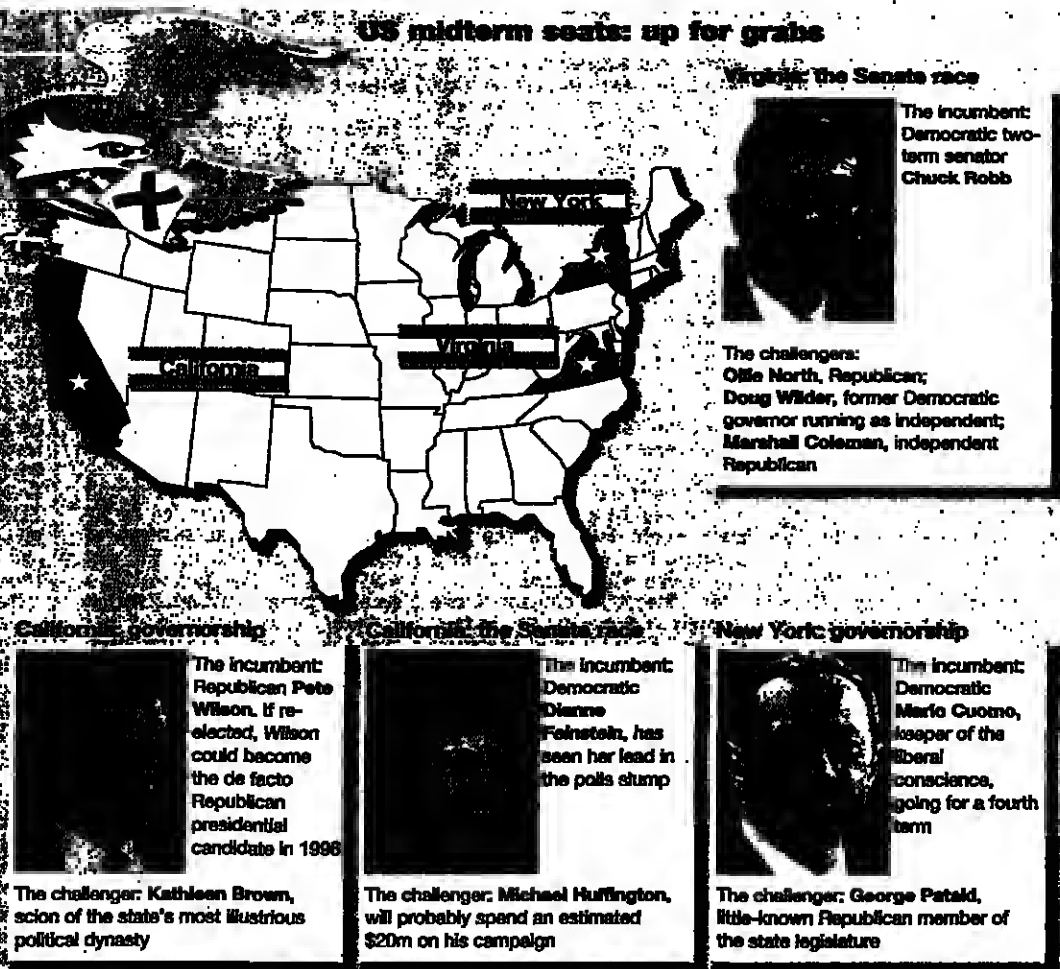 US midterm seats: up for grabs
Virginia: the Senate race
The incumbent:
Democratic two-
term senator
Chuck Robb
The challengers:
Ollie North, Republican;
Doug Wilder, former Democratic
governor running as independent;
Marshall Coleman, independent
Republican
New York
Virginia
California
California: governorship
The incumbent:
Republican Pete
Wilson. If re-
elected, Wilson
could become
the de facto
Republican
presidential
candidate in 1996
The challenger: Kathleen Brown,
scion of the state's most illustrious
political dynasty
California: the Senate race
The incumbent:
Democratic
Dianne
Feinstein, has
seen her lead in
the polls slump
The challenger: Michael Huffington,
will probably spend an estimated
$20m on his campaign
New York: governorship
The incumbent:
Democratic
Mario Cuomo,
keeper of the
liberal
conscience,
going for a fourth
term
The challenger: George Pataki,
little-known Republican member of
the state legislature